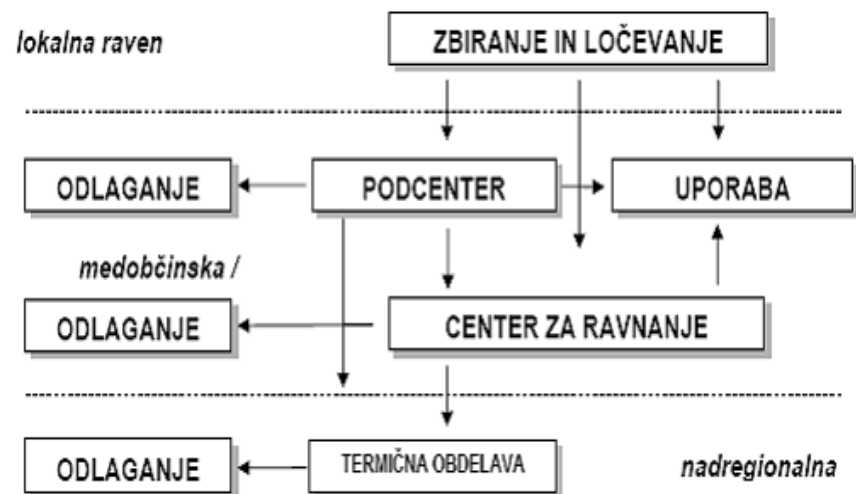 lokalna raven
ZBIRANJE IN LOČEVANJE
ODLAGANJE
PODCENTER
UPORABA
medobčinska /
ODLAGANJE
CENTER ZA RAVNANJE
ODLAGANJE
TERMIČNA OBDELAVA
nadregionalna